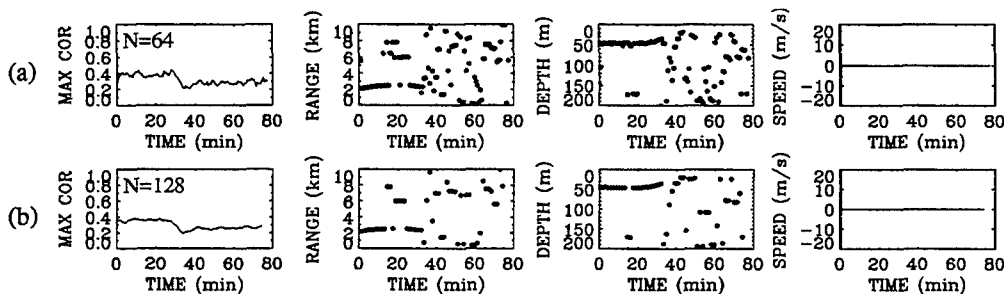 (a)
MAX COR
1.0
0.8
0.6
0.4
0.2
0.0
N=64
0 20 40 60 80
TIME (min)
RANGE (km)
10
8
6
4
2
0
0 20 40 60 80
TIME (min)
DEPTH (m)
0
50
100
150
200
0 20 40 60 80
TIME (min)
SPEED (m/s)
20
10
0
-10
-20
0 20 40 60 80
TIME (min)
(b)
MAX COR
1.0
0.8
0.6
0.4
0.2
0.0
N=128
0 20 40 60 80
TIME (min)
RANGE (km)
10
8
6
4
2
0
0 20 40 60 80
TIME (min)
DEPTH (m)
0
50
100
150
200
0 20 40 60 80
TIME (min)
SPEED (m/s)
20
10
0
-10
-20
0 20 40 60 80
TIME (min)